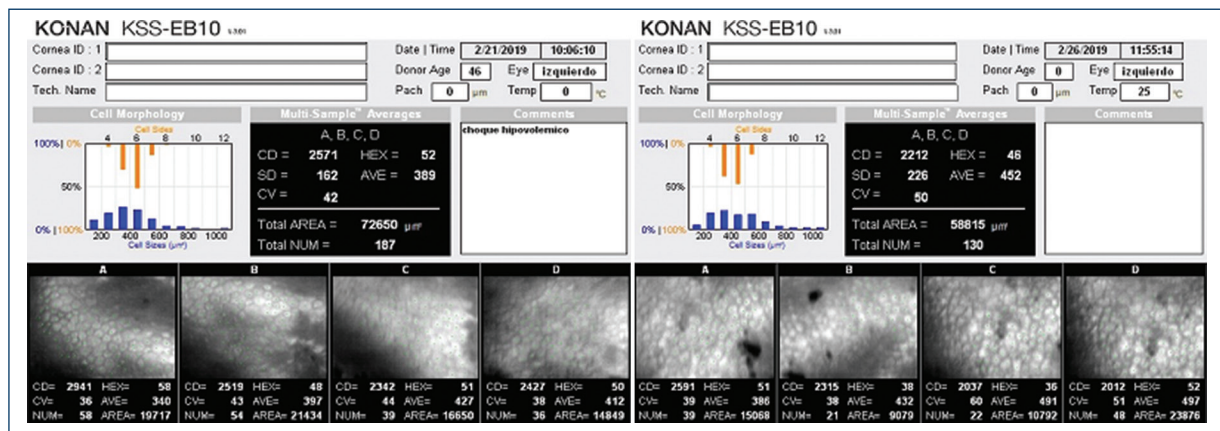 KONAN KSS-EB10
Cornea ID : 1
Date | Time 2/21/2019 10:06:10
Cornea ID : 2
Donor Age 46 Eye izquierdo
Tech. Name
Pach 0 µm Temp 0 °C
Cell Morphology
Multi-Sample™ Averages
Comments
Cell Sides
4 6 8 10 12
100% | 0%
50%
0% | 100%
200 400 600 800 1000
Cell Sizes (µm²)
A, B, C, D
CD = 2571 HEX = 52
SD = 162 AVE = 389
CV = 42
Total AREA = 72650 µm²
Total NUM = 187
choque hipovolemico
A
CD= 2941 HEX= 58
CV= 36 AVE= 340
NUM= 58 AREA= 19717
B
CD= 2519 HEX= 48
CV= 43 AVE= 397
NUM= 54 AREA= 21434
C
CD= 2342 HEX= 51
CV= 44 AVE= 427
NUM= 39 AREA= 16650
D
CD= 2427 HEX= 50
CV= 38 AVE= 412
NUM= 36 AREA= 14849
KONAN KSS-EB10
Cornea ID : 1
Date | Time 2/26/2019 11:55:14
Cornea ID : 2
Donor Age 0 Eye izquierdo
Tech. Name
Pach 0 µm Temp 25 °C
Cell Morphology
Multi-Sample™ Averages
Comments
Cell Sides
4 6 8 10 12
100% | 0%
50%
0% | 100%
200 400 600 800 1000
Cell Sizes (µm²)
A, B, C, D
CD = 2212 HEX = 46
SD = 226 AVE = 452
CV = 50
Total AREA = 58815 µm²
Total NUM = 130
A
CD= 2591 HEX= 51
CV= 39 AVE= 386
NUM= 39 AREA= 15068
B
CD= 2315 HEX= 38
CV= 38 AVE= 432
NUM= 21 AREA= 9079
C
CD= 2037 HEX= 36
CV= 60 AVE= 491
NUM= 22 AREA= 10792
D
CD= 2012 HEX= 52
CV= 51 AVE= 497
NUM= 48 AREA= 23876